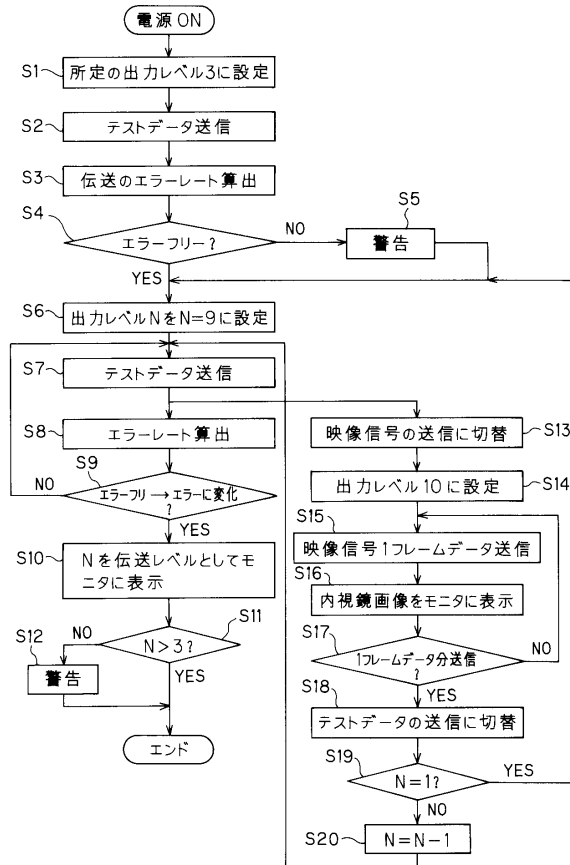 電源ON
S1 所定の出力レベル3に設定
S2 テストデータ送信
S3 伝送のエラーレート算出
S4 エラーフリー?
NO
S5 警告
YES
S6 出力レベルNをN=9に設定
S7 テストデータ送信
S8 エラーレート算出
S9 エラーフリ→エラーに変化
?
NO
YES
S10 Nを伝送レベルとしてモ
ニタに表示
S11 N>3?
NO
YES
S12 警告
エンド
S13 映像信号の送信に切替
S14 出力レベル10に設定
S15 映像信号1フレームデータ送信
S16 内視鏡画像をモニタに表示
S17 1フレームデータ分送信
?
NO
YES
S18 テストデータの送信に切替
S19 N=1?
YES
NO
S20 N=N-1